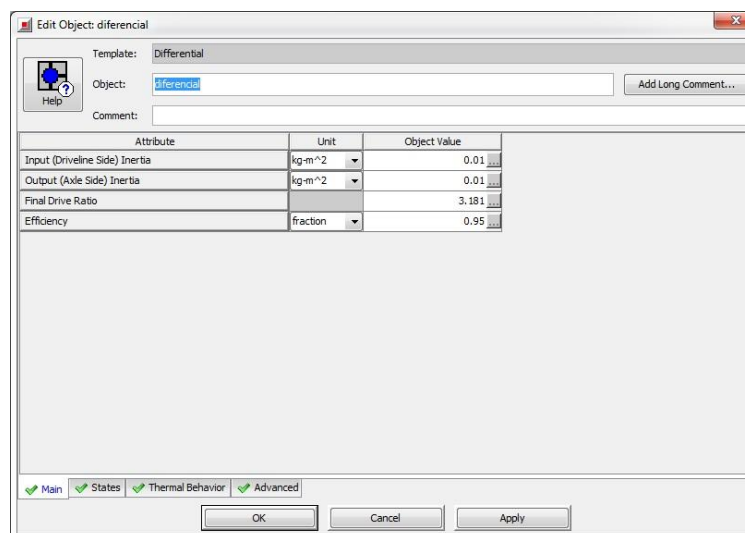 Edit Object: diferencial
x
Help
?
Template: Differential
Object: diferencial Add Long Comment...
Comment:
Attribute Unit Object Value
Input (Driveline Side) Inertia kg-m^2 0.01 ...
Output (Axle Side) Inertia kg-m^2 0.01 ...
Final Drive Ratio 3.181 ...
Efficiency fraction 0.95 ...
Main States Thermal Behavior Advanced
OK Cancel Apply